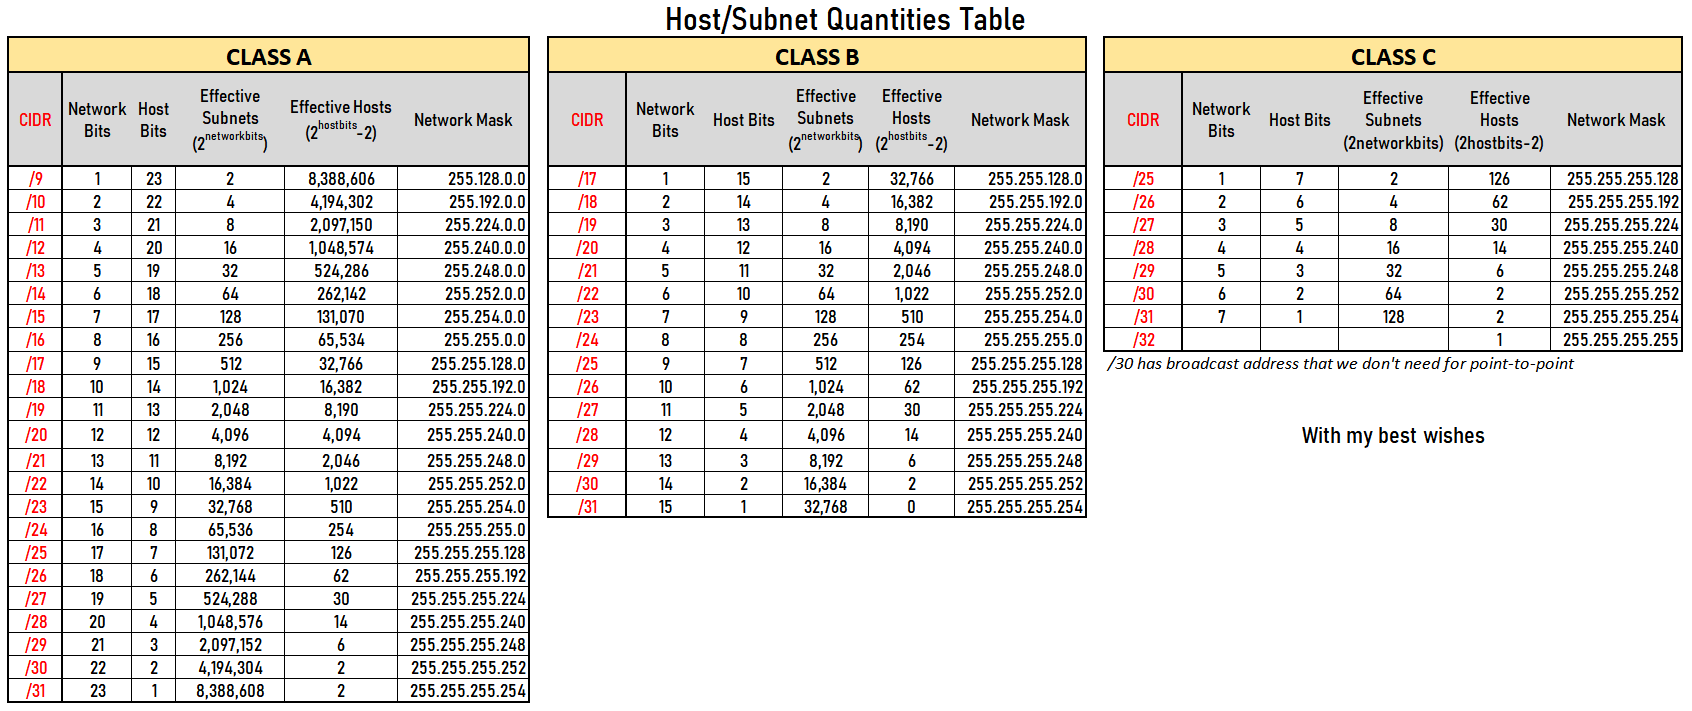 Host/Subnet Quantities Table
CLASS A
CIDR Network Bits Host Bits Effective Subnets (2networkbits) Effective Hosts (2hostbits-2) Network Mask
/9 1 23 2 8,388,606 255.128.0.0
/10 2 22 4 4,194,302 255.192.0.0
/11 3 21 8 2,097,150 255.224.0.0
/12 4 20 16 1,048,574 255.240.0.0
/13 5 19 32 524,286 255.248.0.0
/14 6 18 64 262,142 255.252.0.0
/15 7 17 128 131,070 255.254.0.0
/16 8 16 256 65,534 255.255.0.0
/17 9 15 512 32,766 255.255.128.0
/18 10 14 1,024 16,382 255.255.192.0
/19 11 13 2,048 8,190 255.255.224.0
/20 12 12 4,096 4,094 255.255.240.0
/21 13 11 8,192 2,046 255.255.248.0
/22 14 10 16,384 1,022 255.255.252.0
/23 15 9 32,768 510 255.255.254.0
/24 16 8 65,536 254 255.255.255.0
/25 17 7 131,072 126 255.255.255.128
/26 18 6 262,144 62 255.255.255.192
/27 19 5 524,288 30 255.255.255.224
/28 20 4 1,048,576 14 255.255.255.240
/29 21 3 2,097,152 6 255.255.255.248
/30 22 2 4,194,304 2 255.255.255.252
/31 23 1 8,388,608 2 255.255.255.254
CLASS B
CIDR Network Bits Host Bits Effective Subnets (2networkbits) Effective Hosts (2hostbits-2) Network Mask
/17 1 15 2 32,766 255.255.128.0
/18 2 14 4 16,382 255.255.192.0
/19 3 13 8 8,190 255.255.224.0
/20 4 12 16 4,094 255.255.240.0
/21 5 11 32 2,046 255.255.248.0
/22 6 10 64 1,022 255.255.252.0
/23 7 9 128 510 255.255.254.0
/24 8 8 256 254 255.255.255.0
/25 9 7 512 126 255.255.255.128
/26 10 6 1,024 62 255.255.255.192
/27 11 5 2,048 30 255.255.255.224
/28 12 4 4,096 14 255.255.255.240
/29 13 3 8,192 6 255.255.255.248
/30 14 2 16,384 2 255.255.255.252
/31 15 1 32,768 0 255.255.255.254
CLASS C
CIDR Network Bits Host Bits Effective Subnets (2networkbits) Effective Hosts (2hostbits-2) Network Mask
/25 1 7 2 126 255.255.255.128
/26 2 6 4 62 255.255.255.192
/27 3 5 8 30 255.255.255.224
/28 4 4 16 14 255.255.255.240
/29 5 3 32 6 255.255.255.248
/30 6 2 64 2 255.255.255.252
/31 7 1 128 2 255.255.255.254
/32 1 255.255.255.255
/30 has broadcast address that we don't need for point-to-point
With my best wishes